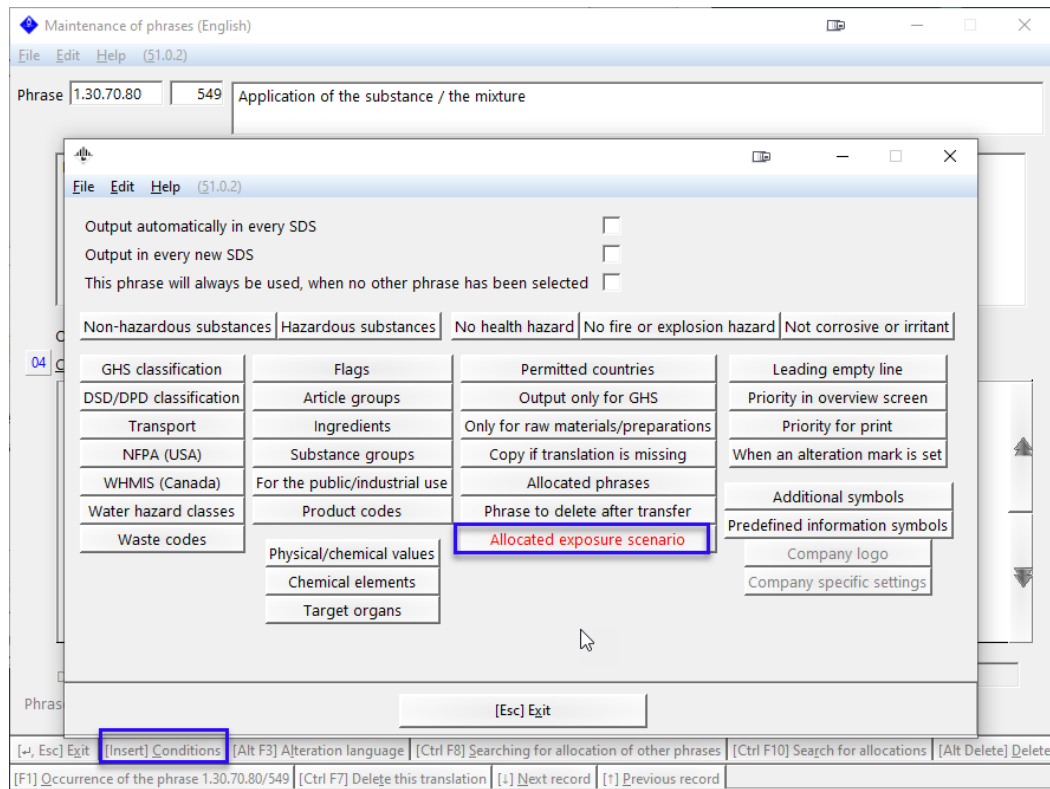 Maintenance of phrases (English)
File Edit Help (51.0.2)
Phrase 1.30.70.80 549 Application of the substance / the mixture
File Edit Help (51.0.2)
Output automatically in every SDS
Output in every new SDS
This phrase will always be used, when no other phrase has been selected
Non-hazardous substances Hazardous substances No health hazard No fire or explosion hazard Not corrosive or irritant
04
GHS classification Flags Permitted countries Leading empty line
DSD/DPD classification Article groups Output only for GHS Priority in overview screen
Transport Ingredients Only for raw materials/preparations Priority for print
NFPA (USA) Substance groups Copy if translation is missing When an alteration mark is set
WHMIS (Canada) For the public/industrial use Allocated phrases
Additional symbols
Water hazard classes Product codes Phrase to delete after transfer
Predefined information symbols
Waste codes Allocated exposure scenario
Physical/chemical values Company logo
Chemical elements Company specific settings
Target organs
Phras
[Esc] Exit
[↵, Esc] Exit [Insert] Conditions [Alt F3] Alteration language [Ctrl F8] Searching for allocation of other phrases [Ctrl F10] Search for allocations [Alt Delete] Delete
[F1] Occurrence of the phrase 1.30.70.80/549 [Ctrl F7] Delete this translation [↓] Next record [↑] Previous record